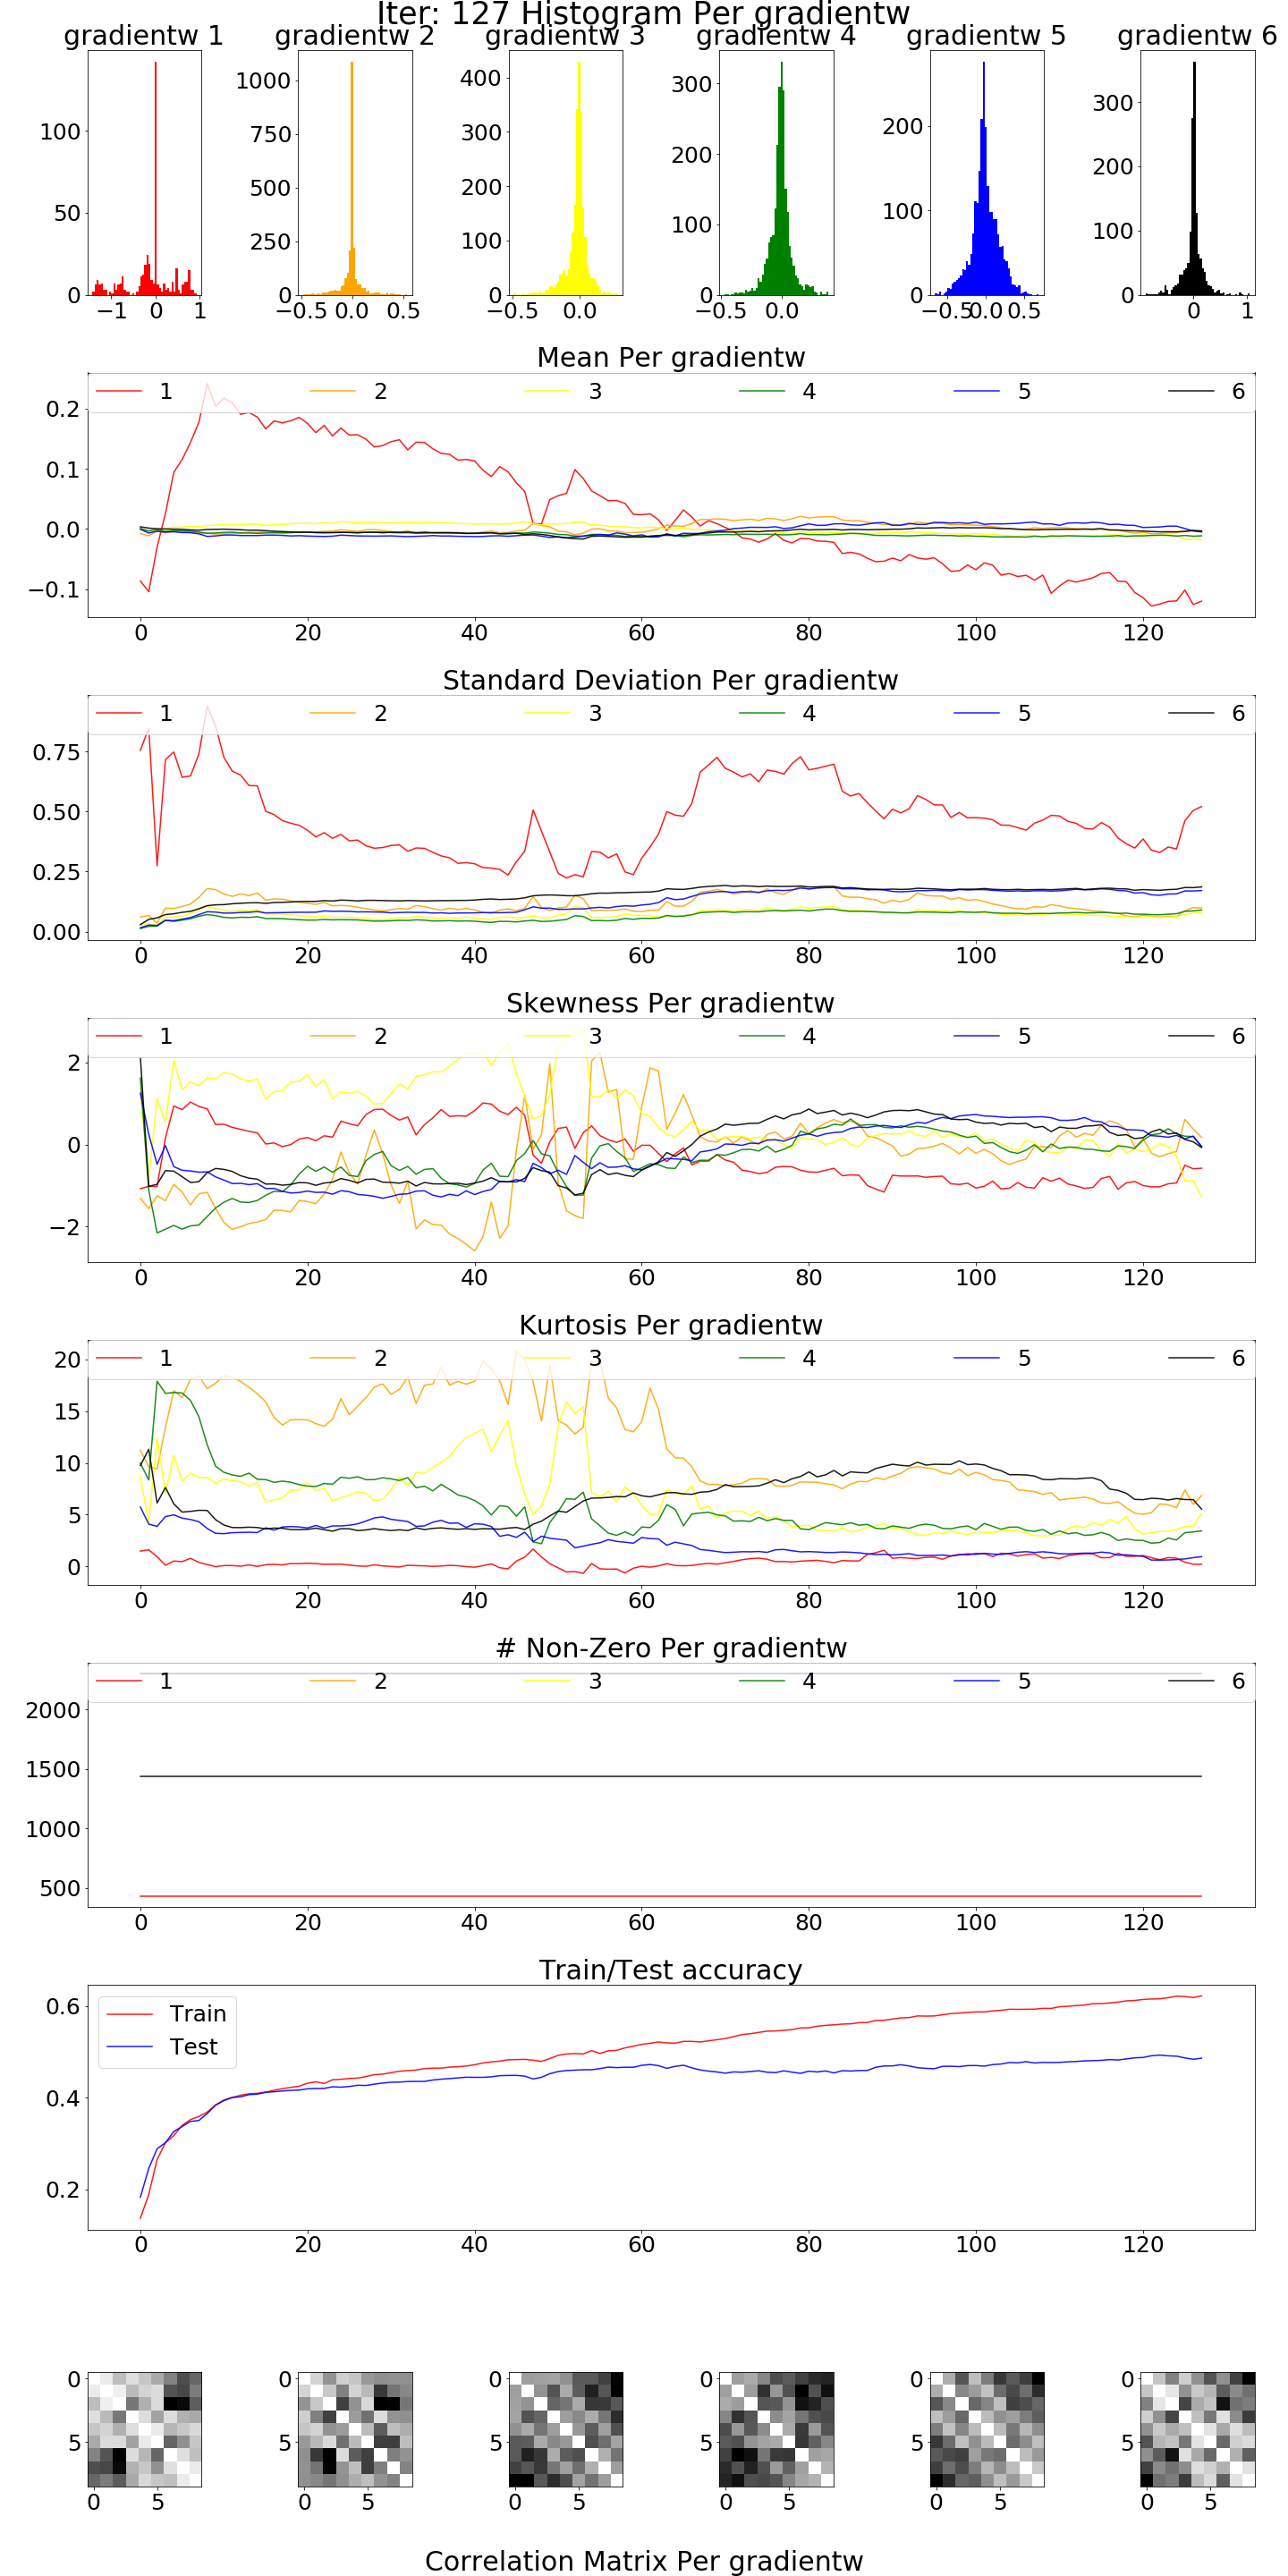 Iter: 127 Histogram Per gradientw
gradientw 1 gradientw 2 gradientw 3 gradientw 4 gradientw 5 gradientw 6
0 50 100
−1 0 1
0 250 500 750 1000
−0.5 0.0 0.5
0 100 200 300 400
−0.5 0.0
0 100 200 300
−0.5 0.0
0 100 200
−0.5 0.0 0.5
0 100 200 300
0 1
Mean Per gradientw
1 2 3 4 5 6
0.2
0.1
0.0
−0.1
0 20 40 60 80 100 120
Standard Deviation Per gradientw
1 2 3 4 5 6
0.75
0.50
0.25
0.00
0 20 40 60 80 100 120
Skewness Per gradientw
1 2 3 4 5 6
2
0
−2
0 20 40 60 80 100 120
Kurtosis Per gradientw
1 2 3 4 5 6
20
15
10
5
0
0 20 40 60 80 100 120
# Non-Zero Per gradientw
1 2 3 4 5 6
2000
1500
1000
500
0 20 40 60 80 100 120
Train/Test accuracy
Train
Test
0.6
0.4
0.2
0 20 40 60 80 100 120
0 0 0 0 0 0
5 5 5 5 5 5
0 5 0 5 0 5 0 5 0 5 0 5
Correlation Matrix Per gradientw